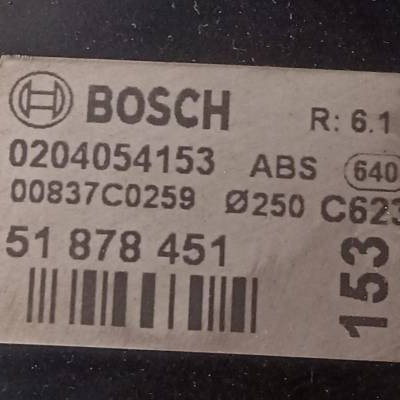 BOSCH R: 6.1
0204054153 ABS 640
00837C0259 Ø250 C623
51 878 451
153